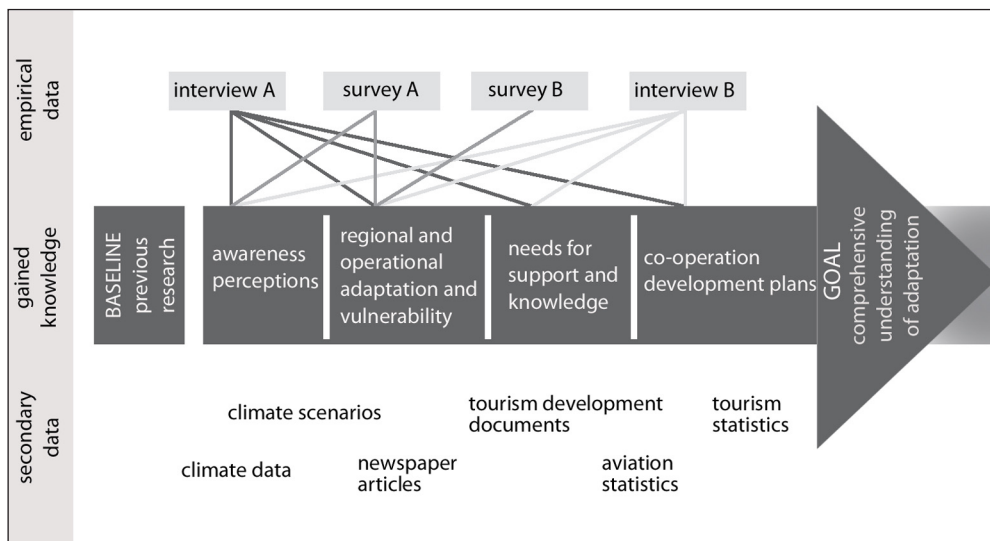 empirical
data
interview A
survey A
survey B
interview B
gained
knowledge
BASELINE
previous
research
awareness
perceptions
regional and
operational
adaptation and
vulnerability
needs for
support and
knowledge
co-operation
development plans
GOAL
comprehensive
understanding
of adaptation
secondary
data
climate scenarios
tourism development
documents
tourism
statistics
climate data
newspaper
articles
aviation
statistics